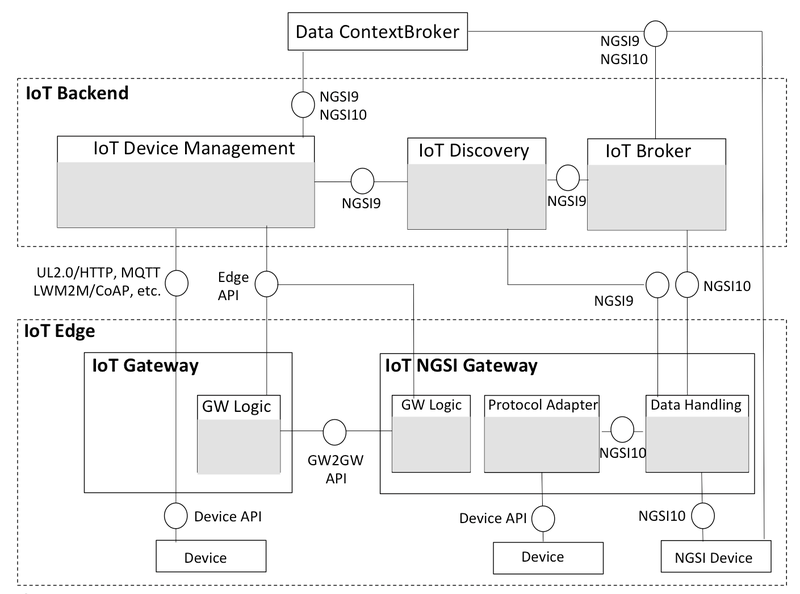 Data ContextBroker
NGSI9
NGSI10
IoT Backend
NGSI9
NGSI10
IoT Device Management
IoT Discovery
IoT Broker
NGSI9
NGSI9
UL2.0/HTTP, MQTT
LWM2M/CoAP, etc.
Edge
API
NGSI9
NGSI10
IoT Edge
IoT Gateway
IoT NGSI Gateway
GW Logic
GW Logic
Protocol Adapter
Data Handling
GW2GW
API
NGSI10
Device API
Device API
NGSI10
Device
Device
NGSI Device